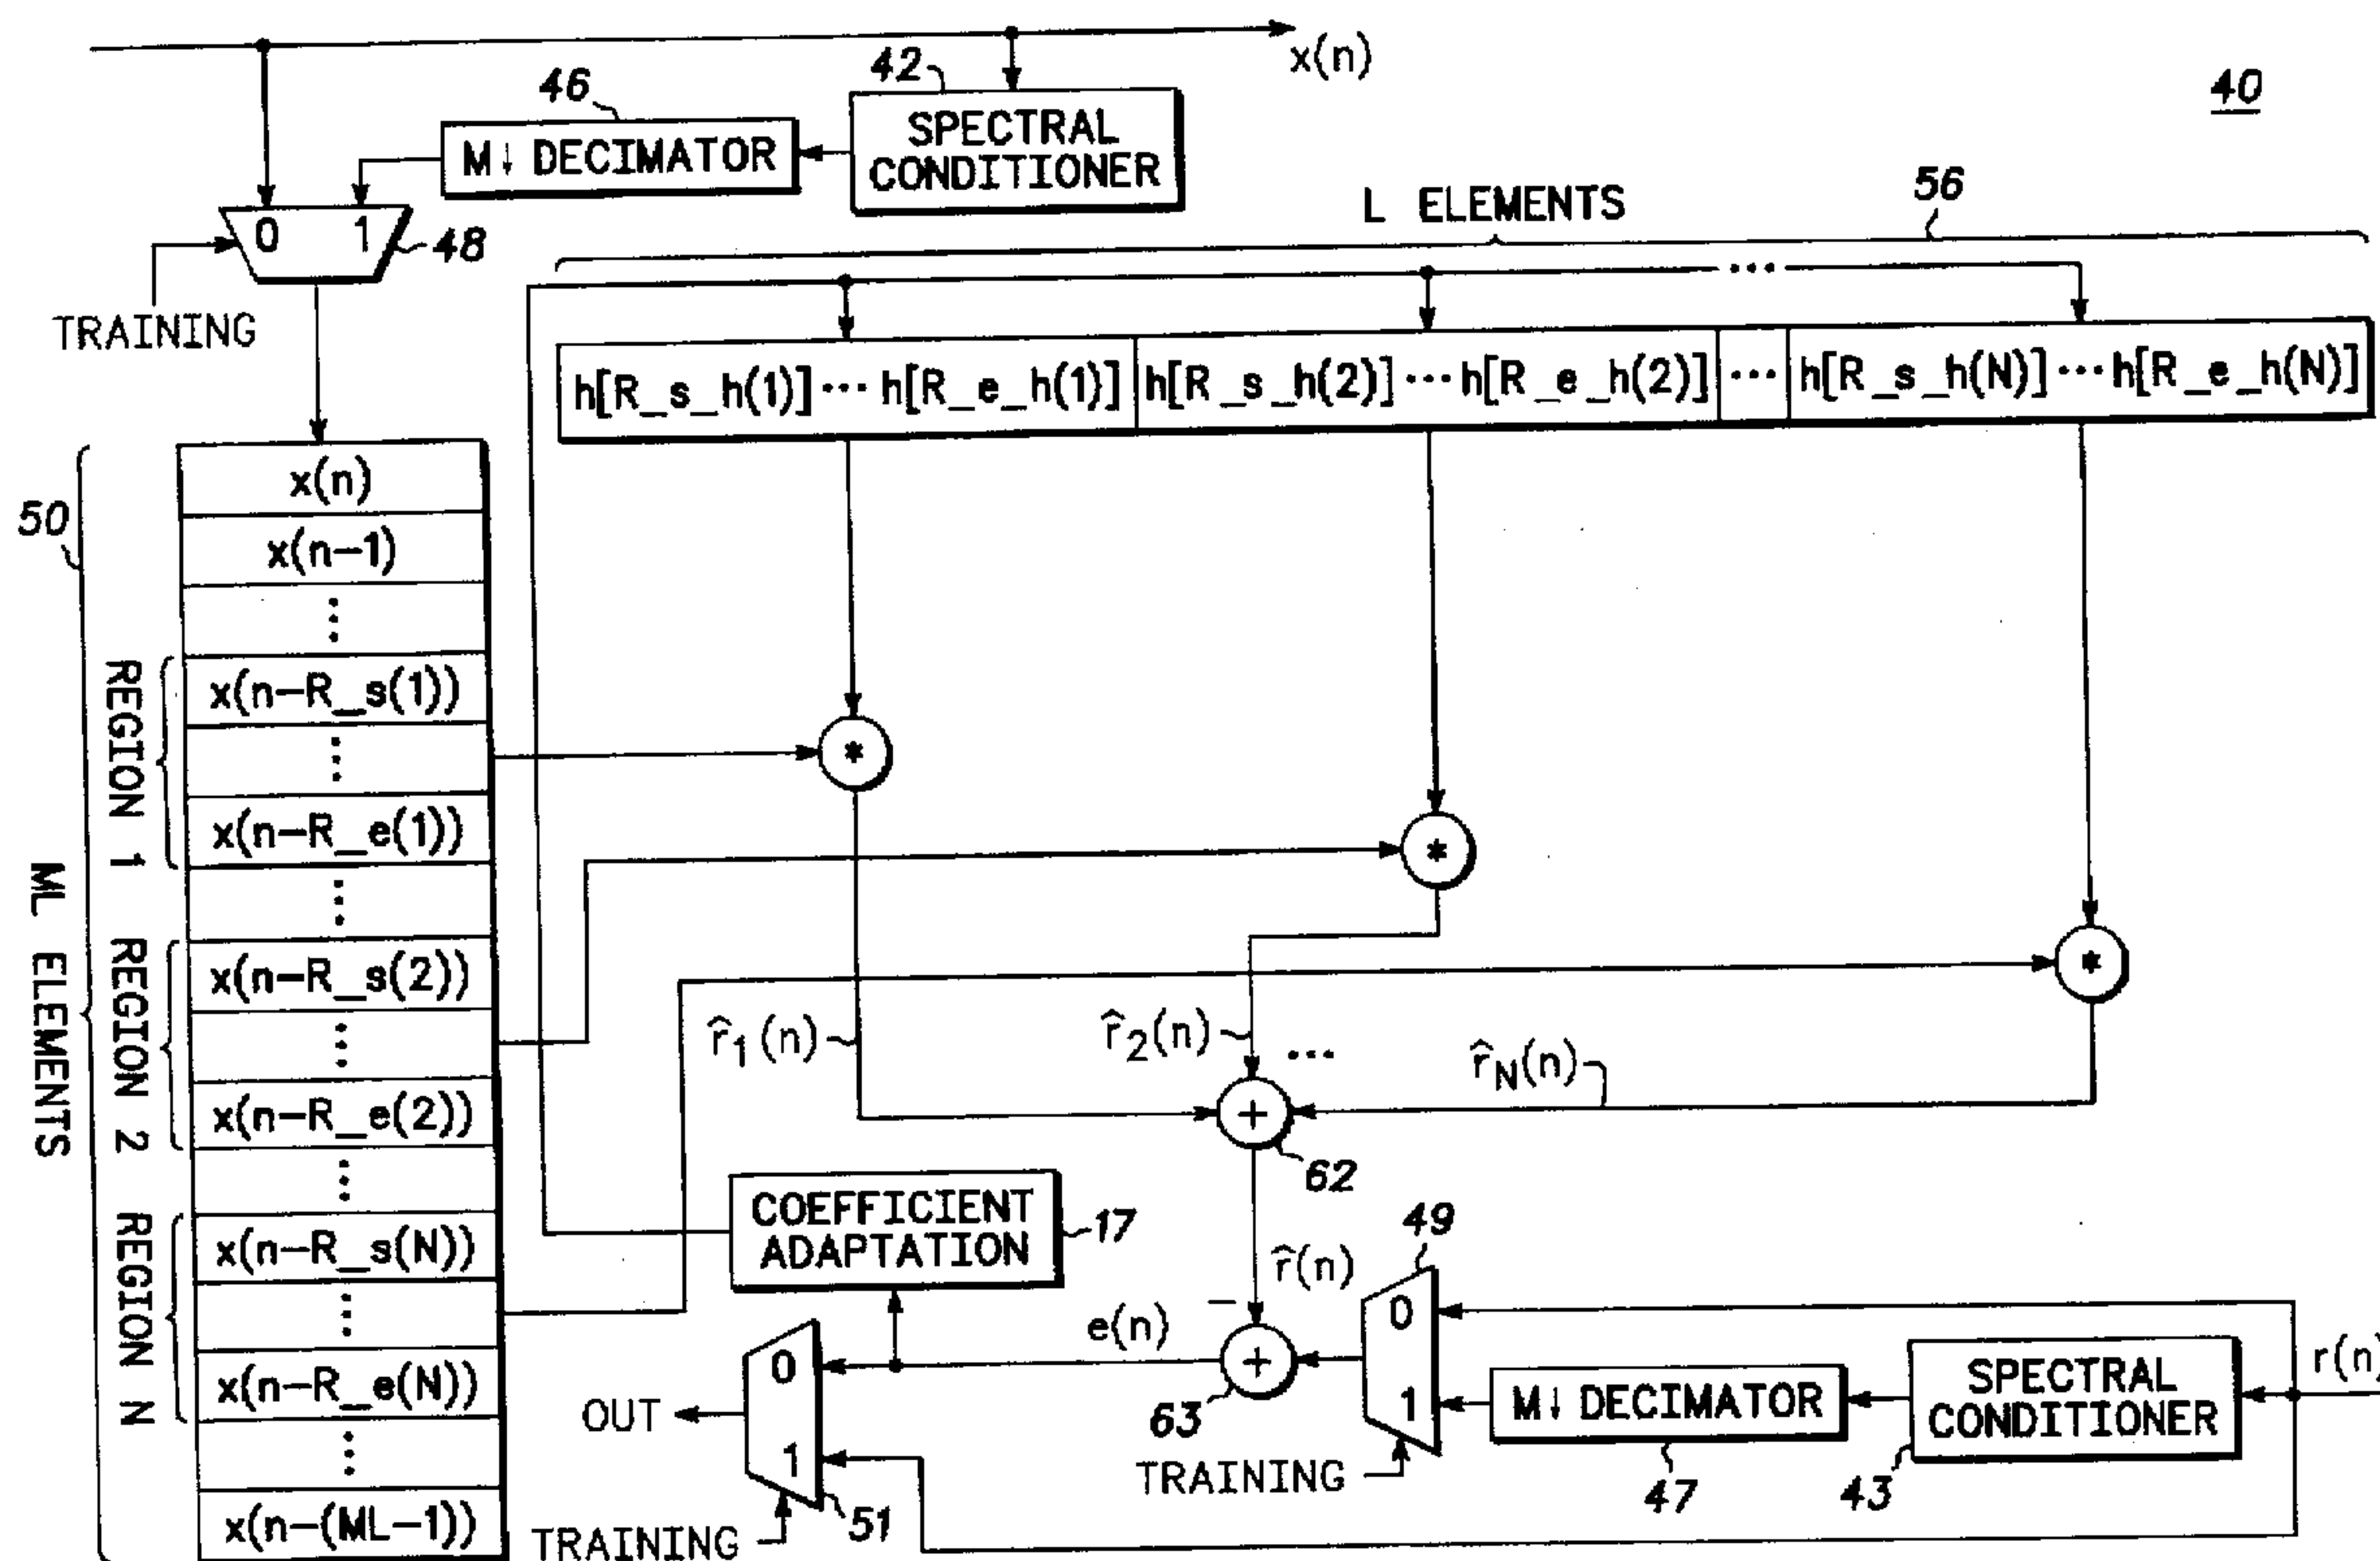 x(n)
40
42
SPECTRAL
CONDITIONER
46
M↓ DECIMATOR
0 1
48
TRAINING
L ELEMENTS
56
h[R_s_h(1)]··· h[R_e_h(1)] h[R_s_h(2)]···h[R_e_h(2)] ··· h[R_s_h(N)]···h[R_e_h(N)]
50
ML ELEMENTS
x(n)
x(n-1)
⋮
REGION 1
x(n-R_s(1))
⋮
x(n-R_e(1))
⋮
REGION 2
x(n-R_s(2))
⋮
x(n-R_e(2))
⋮
REGION N
x(n-R_s(N))
⋮
x(n-R_e(N))
⋮
x(n-(ML-1))
*
*
*
r̂₁(n)
r̂₂(n)
···
r̂N(n)
+
62
COEFFICIENT
ADAPTATION
17
r̂(n)
−
e(n)
+
63
49
0
1
TRAINING
M↓ DECIMATOR
47
SPECTRAL
CONDITIONER
43
r(n)
0
1
51
OUT
TRAINING